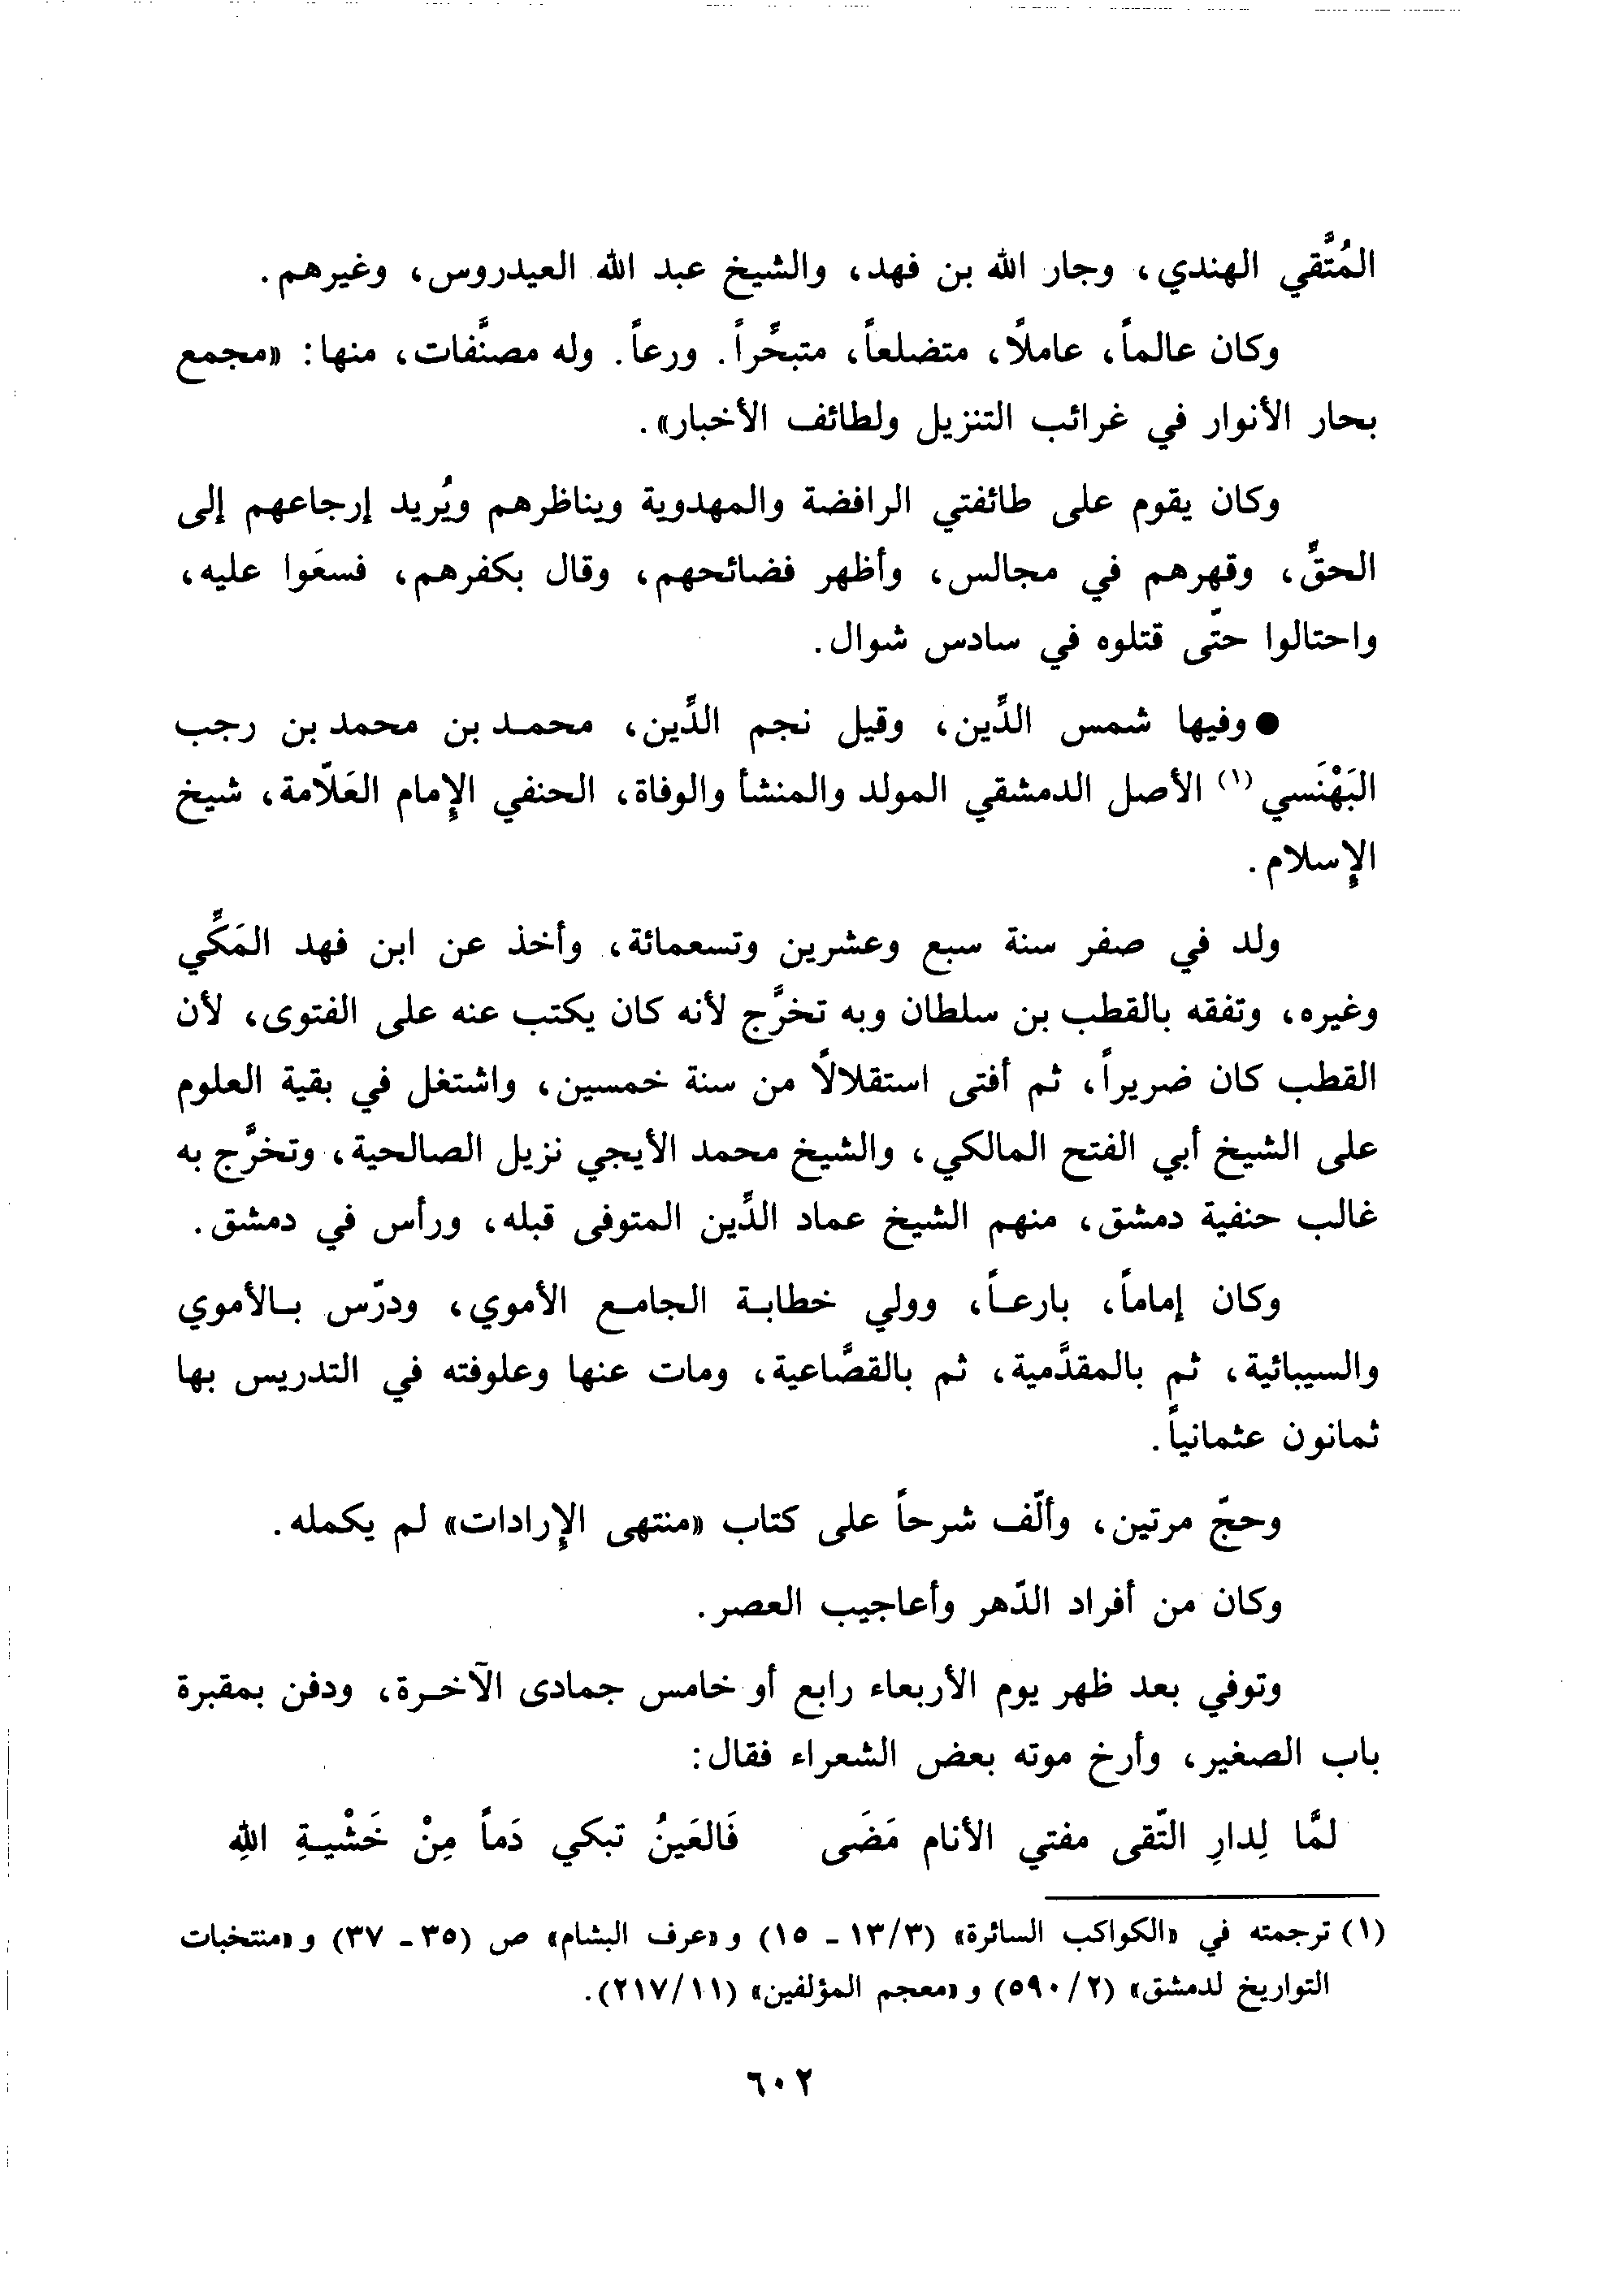 المُتَّقي الهندي، وجار الله بن فهد، والشيخ عبد الله العيدروس، وغيرهم.
وكان عالماً، عاملاً، متضلعاً، متبحِّراً. ورعاً. وله مصنَّفات، منها: «مجمع
بحار الأنوار في غرائب التنزيل ولطائف الأخبار».
وكان يقوم على طائفتي الرافضة والمهدوية ويناظرهم ويُريد إرجاعهم إلى
الحقِّ، وقهرهم في مجالس، وأظهر فضائحهم، وقال بكفرهم، فسعَوا عليه،
واحتالوا حتّى قتلوه في سادس شوال.
● وفيها شمس الدِّين، وقيل نجم الدِّين، محمد بن محمد بن رجب
البَهْنَسي (١) الأصل الدمشقي المولد والمنشأ والوفاة، الحنفي الإمام العَلّامة، شيخ
الإسلام.
ولد في صفر سنة سبع وعشرين وتسعمائة، وأخذ عن ابن فهد المَكِّي
وغيره، وتفقه بالقطب بن سلطان وبه تخرَّج لأنه كان يكتب عنه على الفتوى، لأن
القطب كان ضريراً، ثم أفتى استقلالاً من سنة خمسين، واشتغل في بقية العلوم
على الشيخ أبي الفتح المالكي، والشيخ محمد الأيجي نزيل الصالحية، وتخرَّج به
غالب حنفية دمشق، منهم الشيخ عماد الدِّين المتوفى قبله، ورأس في دمشق.
وكان إماماً، بارعاً، وولي خطابة الجامع الأموي، ودرّس بالأموي
والسيبائية، ثم بالمقدَّمية، ثم بالقصَّاعية، ومات عنها وعلوفته في التدريس بها
ثمانون عثمانياً.
وحجّ مرتين، وألّف شرحاً على كتاب «منتهى الإرادات» لم يكمله.
وكان من أفراد الدّهر وأعاجيب العصر.
وتوفي بعد ظهر يوم الأربعاء رابع أو خامس جمادى الآخرة، ودفن بمقبرة
باب الصغير، وأرخ موته بعض الشعراء فقال:
لمَّا لِدارِ التّقى مفتي الأنام مَضَى فَالعَينُ تبكي دَماً مِنْ خَشْيةِ اللهِ
(١) ترجمته في «الكواكب السائرة» (١٣/٣ - ١٥) و«عرف البشام» ص (٣٥ - ٣٧) و«منتخبات
التواريخ لدمشق» (٥٩٠/٢) و«معجم المؤلفين» (٢١٧/١١).
٦٠٢